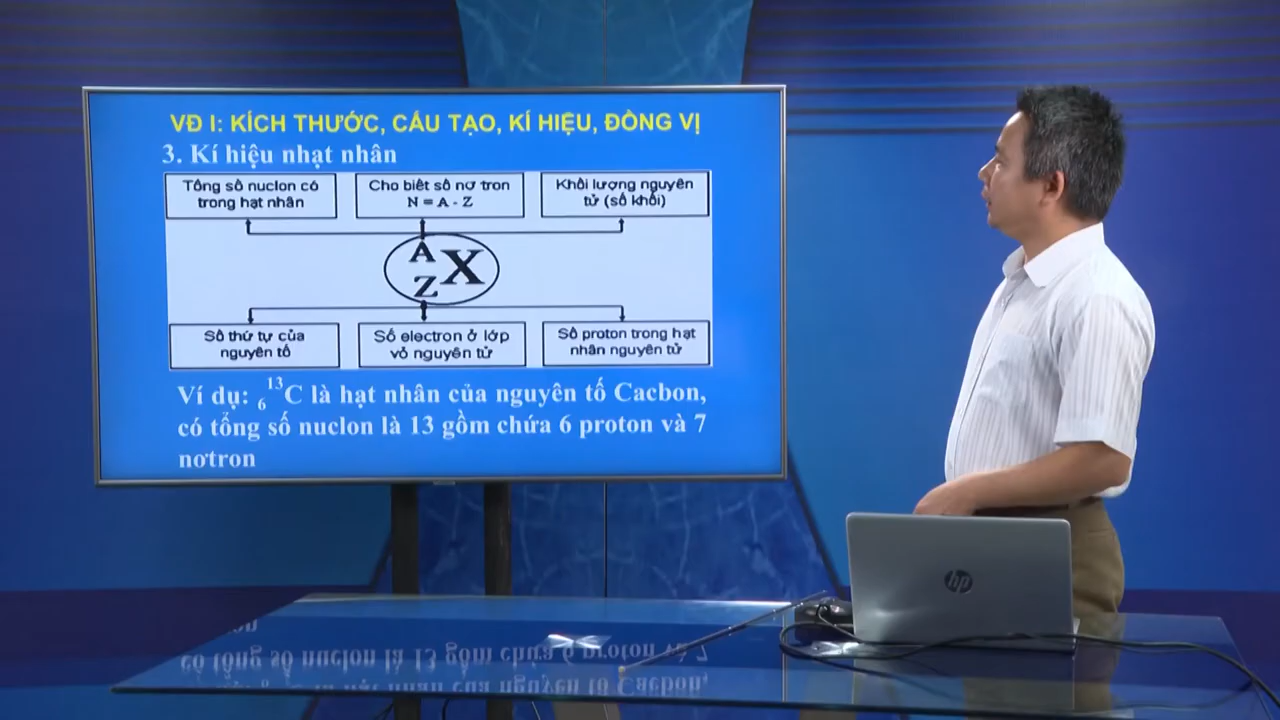 VĐ I: KÍCH THƯỚC, CẤU TẠO, KÍ HIỆU, ĐỒNG VỊ
3. Kí hiệu nhạt nhân
Tổng số nuclon có
trong hạt nhân
Cho biết số nơ tron
N = A - Z
Khối lượng nguyên
tử (số khối)
A
X
Z
Số thứ tự của
nguyên tố
Số electron ở lớp
vỏ nguyên tử
Số proton trong hạt
nhân nguyên tử
Ví dụ: ₆¹³C là hạt nhân của nguyên tố Cacbon,
có tổng số nuclon là 13 gồm chứa 6 proton và 7
nơtron
hp